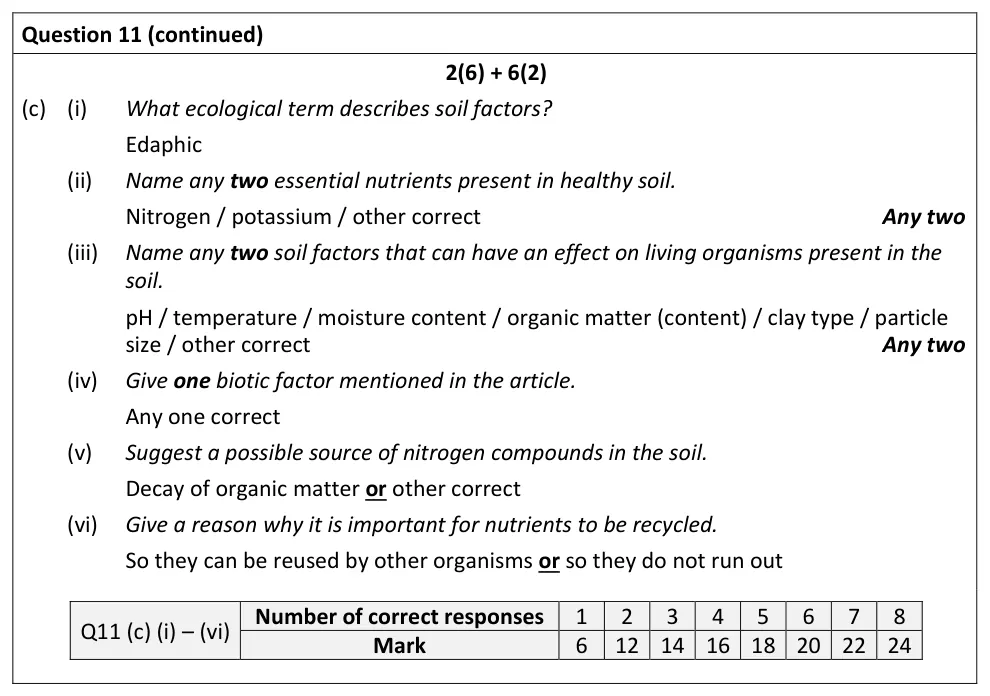 Question 11 (continued)
2(6) + 6(2)
(c) (i) What ecological term describes soil factors?
Edaphic
(ii) Name any two essential nutrients present in healthy soil.
Nitrogen / potassium / other correct Any two
(iii) Name any two soil factors that can have an effect on living organisms present in the
soil.
pH / temperature / moisture content / organic matter (content) / clay type / particle
size / other correct Any two
(iv) Give one biotic factor mentioned in the article.
Any one correct
(v) Suggest a possible source of nitrogen compounds in the soil.
Decay of organic matter or other correct
(vi) Give a reason why it is important for nutrients to be recycled.
So they can be reused by other organisms or so they do not run out
Q11 (c) (i) – (vi) Number of correct responses 1 2 3 4 5 6 7 8
Mark 6 12 14 16 18 20 22 24